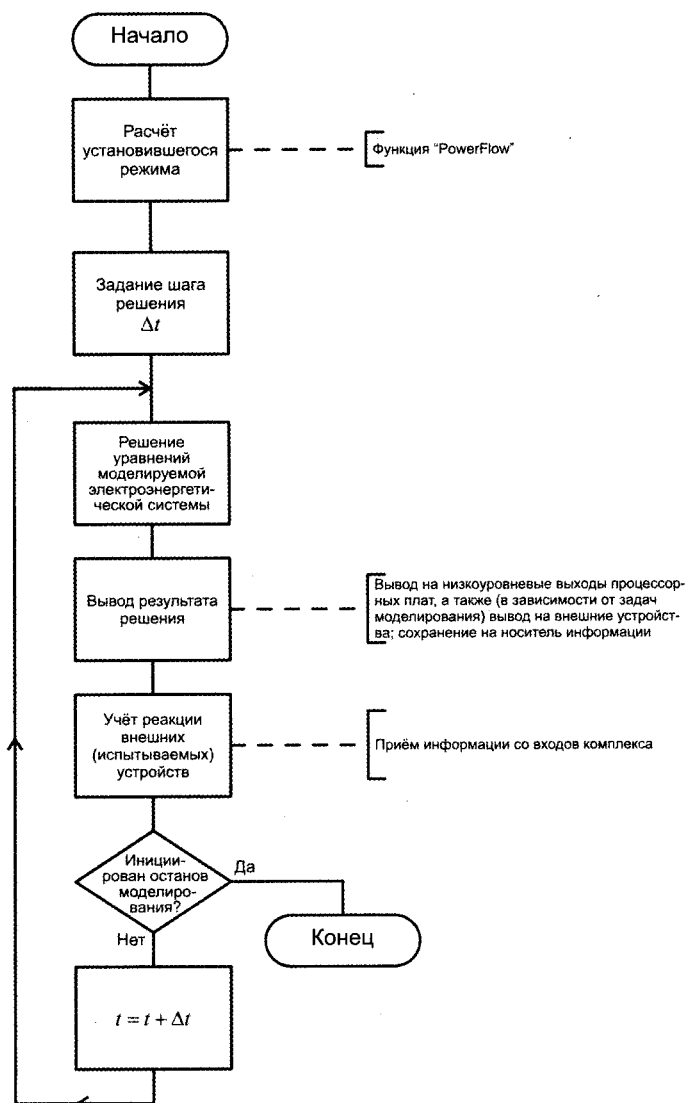 Начало
Расчёт
установившегося
режима
Функция “PowerFlow”
Задание шага
решения
Δt
Решение
уравнений
моделируемой
электроэнергети-
ческой системы
Вывод результата
решения
Вывод на низкоуровневые выходы процессор-
ных плат, а также (в зависимости от задач
моделирования) вывод на внешние устройст-
ва; сохранение на носитель информации
Учёт реакции
внешних
(испытываемых)
устройств
Приём информации со входов комплекса
Иниции-
рован останов
моделиро-
вания?
Да
Нет
Конец
t = t + Δt